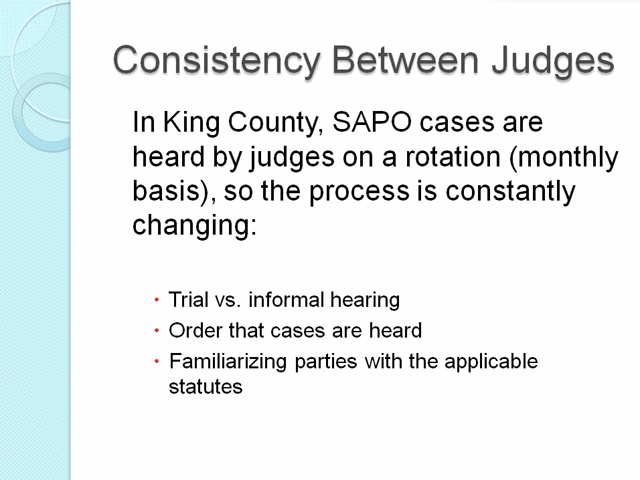 Consistency Between Judges
In King County, SAPO cases are
heard by judges on a rotation (monthly
basis), so the process is constantly
changing:
• Trial vs. informal hearing
• Order that cases are heard
• Familiarizing parties with the applicable
statutes